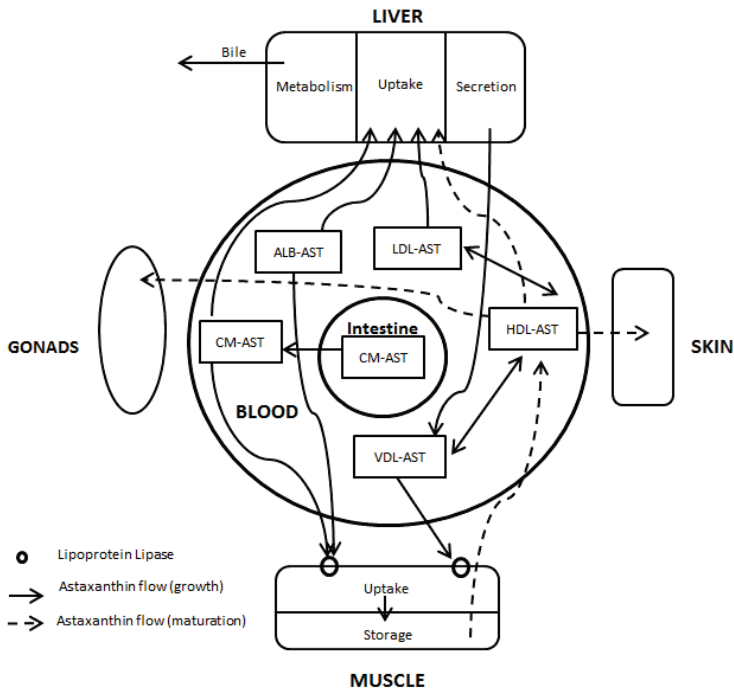 LIVER
Bile
Metabolism
Uptake
Secretion
ALB-AST
LDL-AST
HDL-AST
Intestine
CM-AST
CM-AST
GONADS
SKIN
BLOOD
VDL-AST
Lipoprotein Lipase
Astaxanthin flow (growth)
Astaxanthin flow (maturation)
Uptake
Storage
MUSCLE